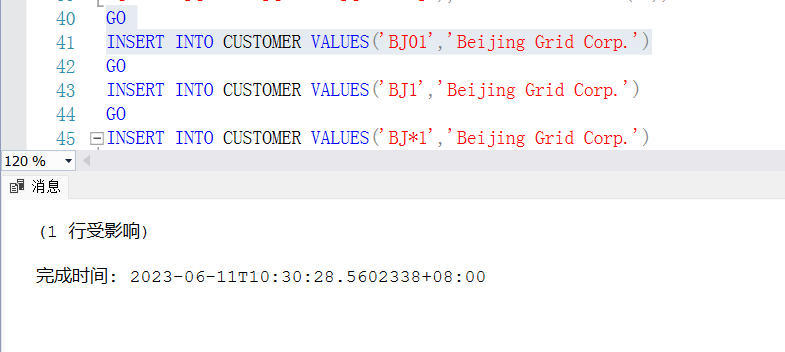 40 GO
41 INSERT INTO CUSTOMER VALUES('BJ01','Beijing Grid Corp.')
42 GO
43 INSERT INTO CUSTOMER VALUES('BJ1','Beijing Grid Corp.')
44 GO
45 INSERT INTO CUSTOMER VALUES('BJ*1','Beijing Grid Corp.')
120 %
消息
(1 行受影响)
完成时间: 2023-06-11T10:30:28.5602338+08:00